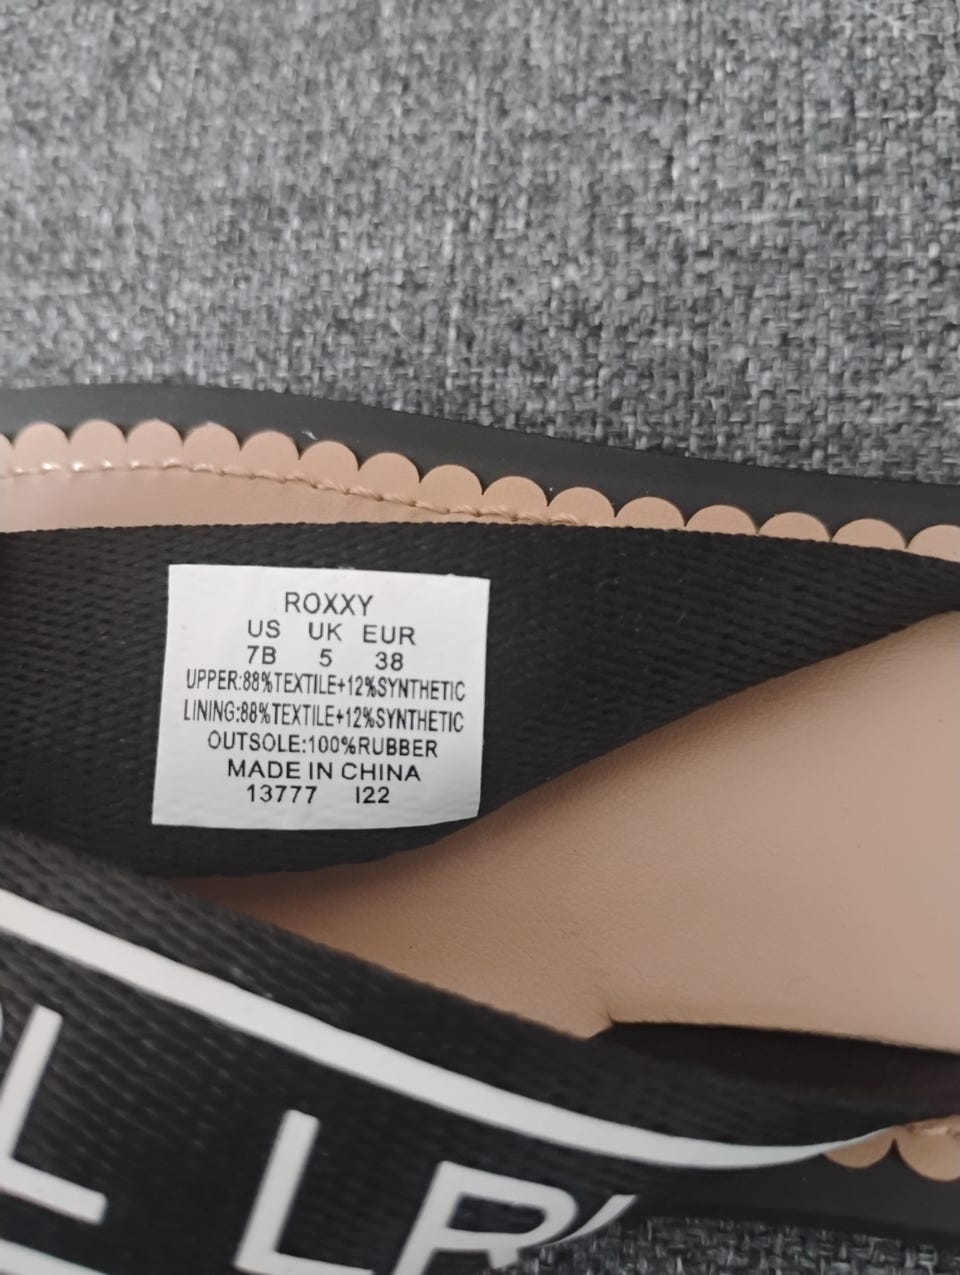 ROXXY
US UK EUR
7B 5 38
UPPER:88%TEXTILE+12%SYNTHETIC
LINING:88%TEXTILE+12%SYNTHETIC
OUTSOLE:100%RUBBER
MADE IN CHINA
13777 I22